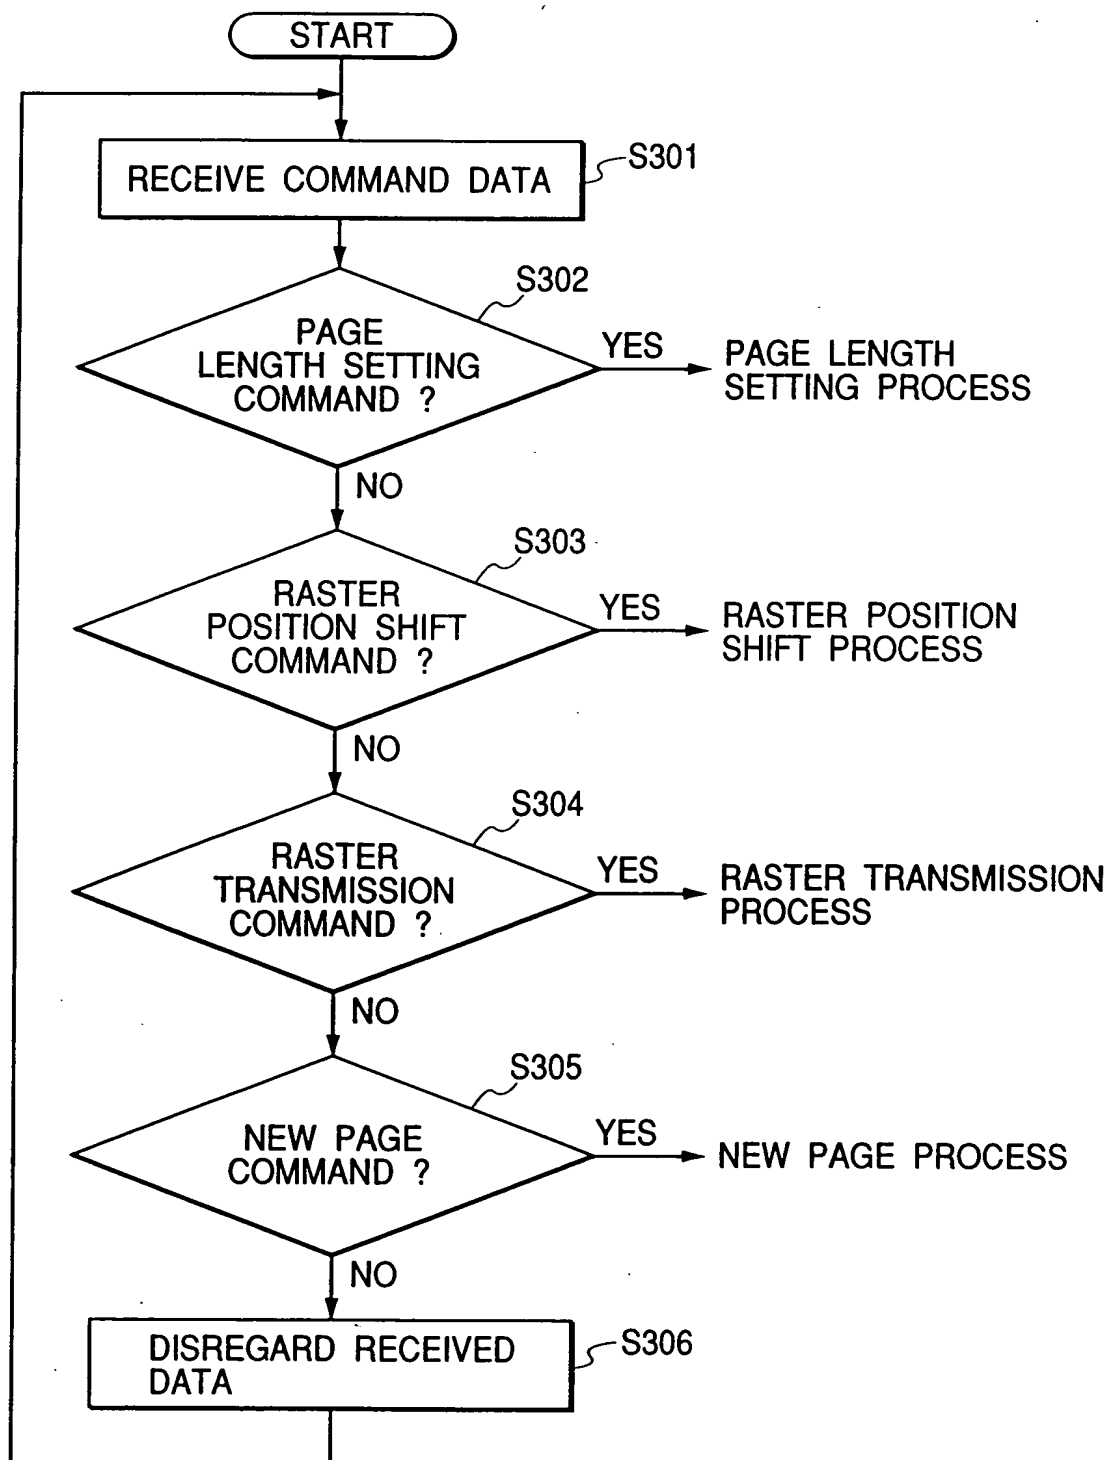 START
RECEIVE COMMAND DATA
S301
S302
PAGE
LENGTH SETTING
COMMAND ?
YES
PAGE LENGTH
SETTING PROCESS
NO
S303
RASTER
POSITION SHIFT
COMMAND ?
YES
RASTER POSITION
SHIFT PROCESS
NO
S304
RASTER
TRANSMISSION
COMMAND ?
YES
RASTER TRANSMISSION
PROCESS
NO
S305
NEW PAGE
COMMAND ?
YES
NEW PAGE PROCESS
NO
DISREGARD RECEIVED
DATA
S306